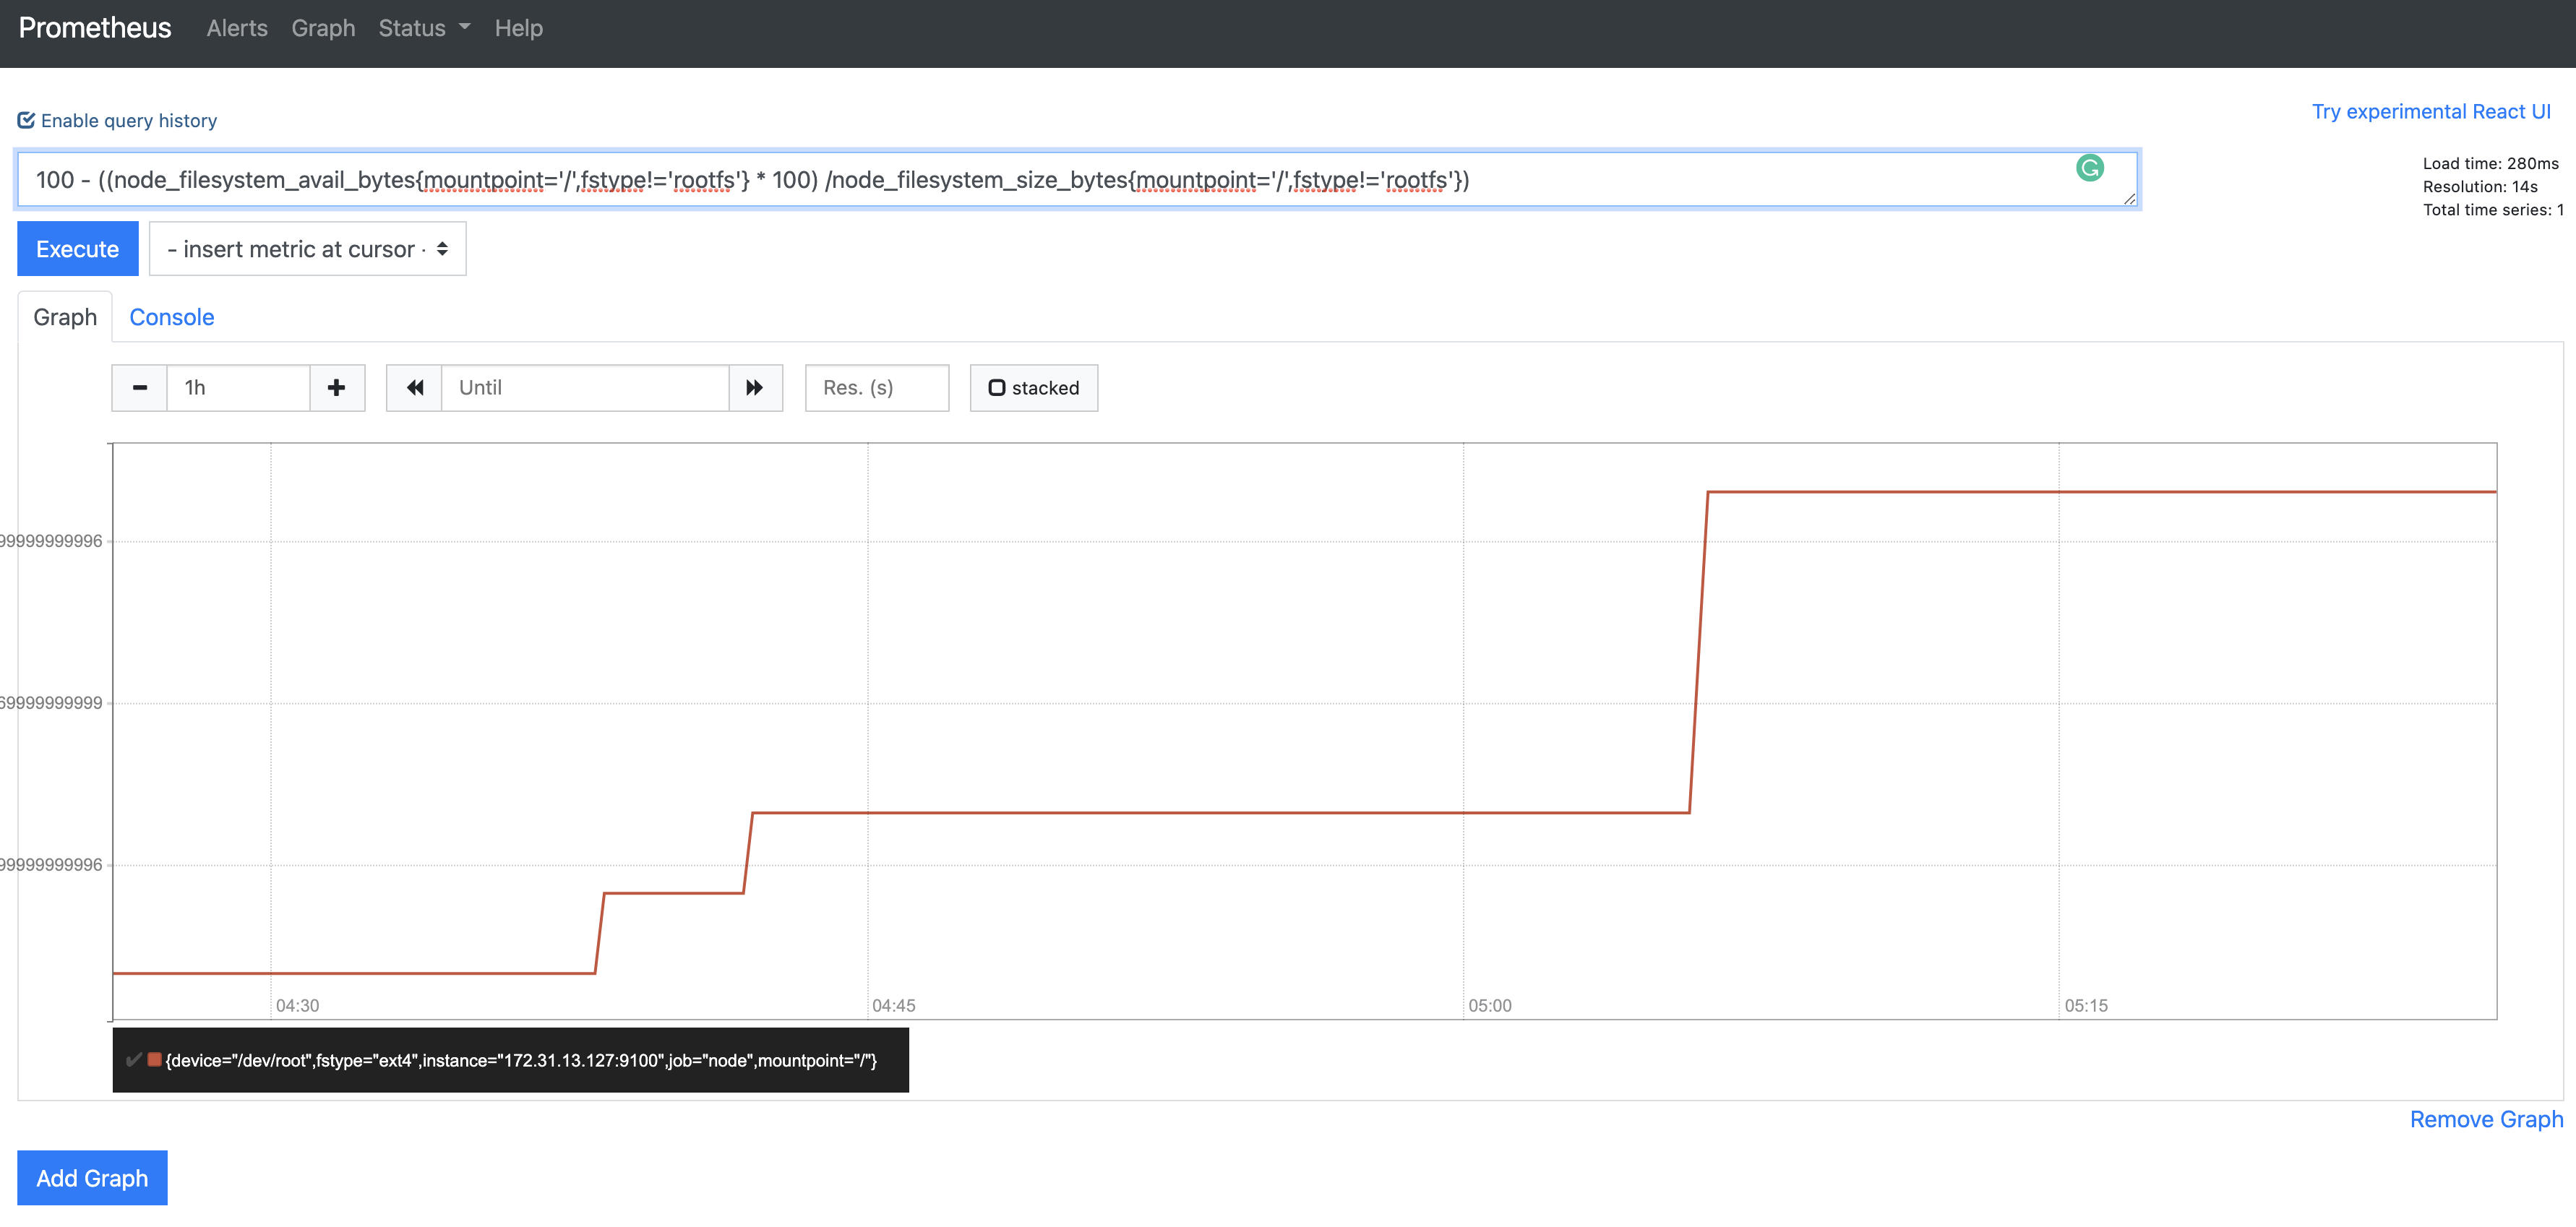 Prometheus Alerts Graph Status Help
Enable query history
Try experimental React UI
100 - ((node_filesystem_avail_bytes{mountpoint='/',fstype!='rootfs'} * 100) /node_filesystem_size_bytes{mountpoint='/',fstype!='rootfs'})
Load time: 280ms
Resolution: 14s
Total time series: 1
Execute - insert metric at cursor -
Graph Console
1h Until Res. (s) stacked
99999999996
69999999999
99999999996
04:30 04:45 05:00 05:15
{device="/dev/root",fstype="ext4",instance="172.31.13.127:9100",job="node",mountpoint="/"}
Remove Graph
Add Graph